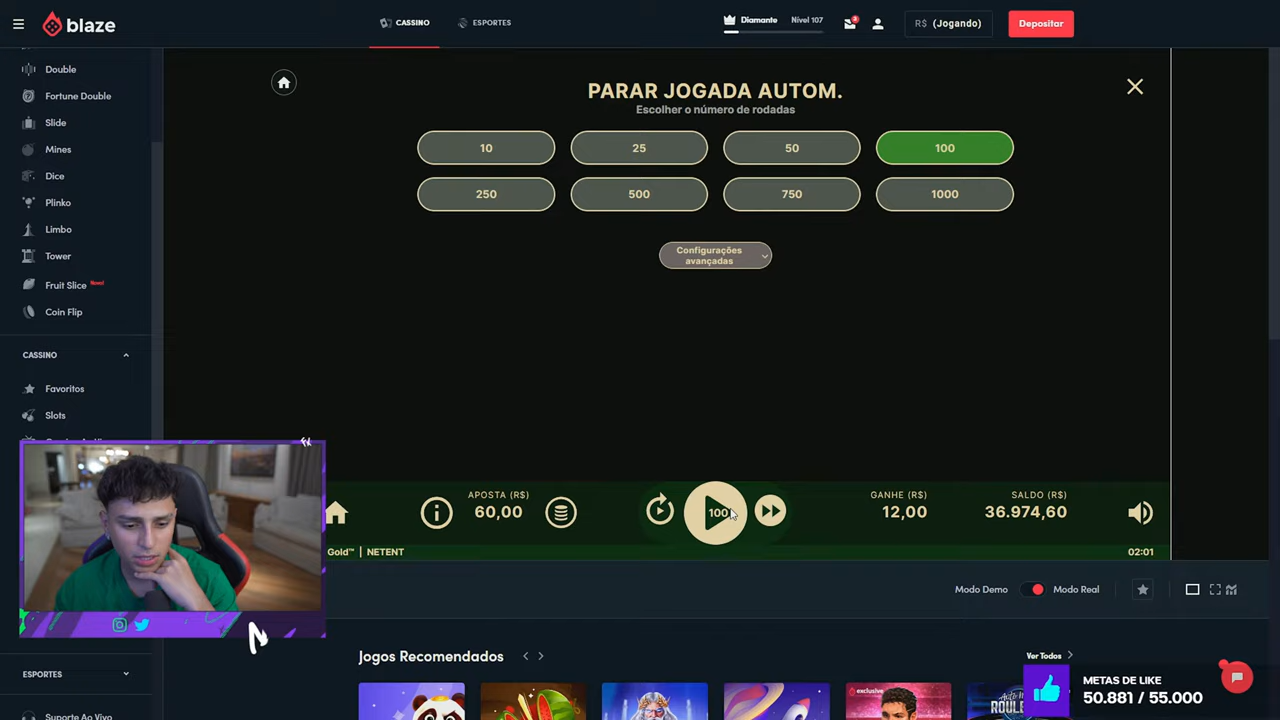 blaze
CASSINO
ESPORTES
Diamante
Nível 107
3
R$ (Jogando)
Depositar
Double
Fortune Double
Slide
Mines
Dice
Plinko
Limbo
Tower
Fruit Slice Novo!
Coin Flip
CASSINO
Favoritos
Slots
ESPORTES
Suporte Ao Vivo
PARAR JOGADA AUTOM.
Escolher o número de rodadas
10
25
50
100
250
500
750
1000
Configurações
avançadas
APOSTA (R$)
60,00
100
GANHE (R$)
12,00
SALDO (R$)
36.974,60
Gold™ | NETENT
02:01
Modo Demo
Modo Real
Jogos Recomendados
Ver Todos
exclusive
METAS DE LIKE
50.881 / 55.000